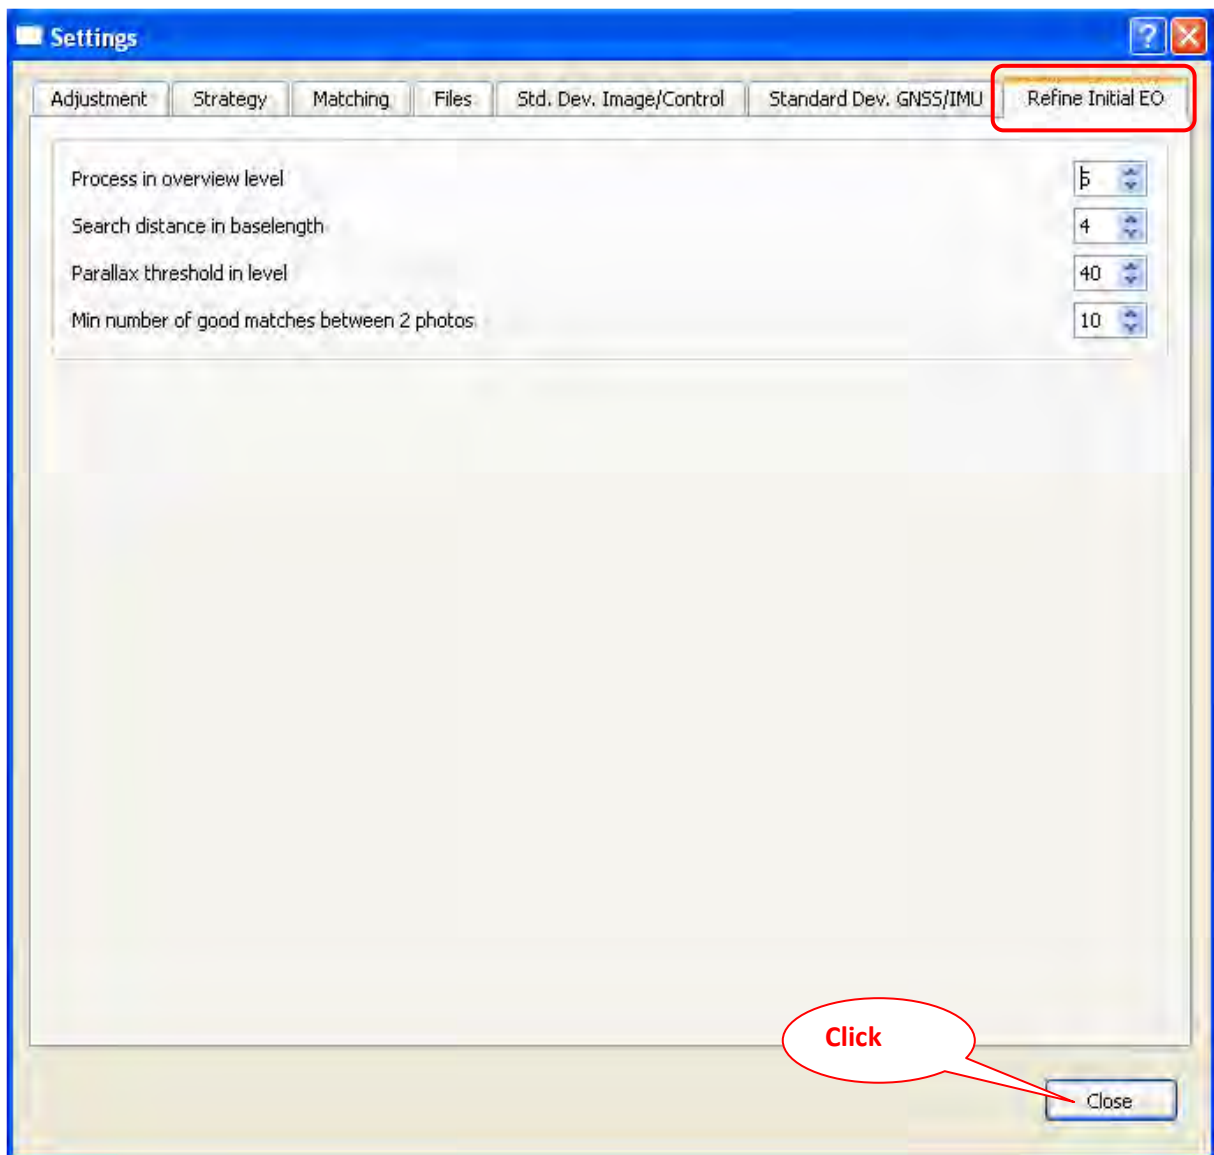 Settings
Adjustment Strategy Matching Files Std. Dev. Image/Control Standard Dev. GNSS/IMU Refine Initial EO
Process in overview level
Search distance in baselength 4
Parallax threshold in level 40
Min number of good matches between 2 photos 10
Click
Close